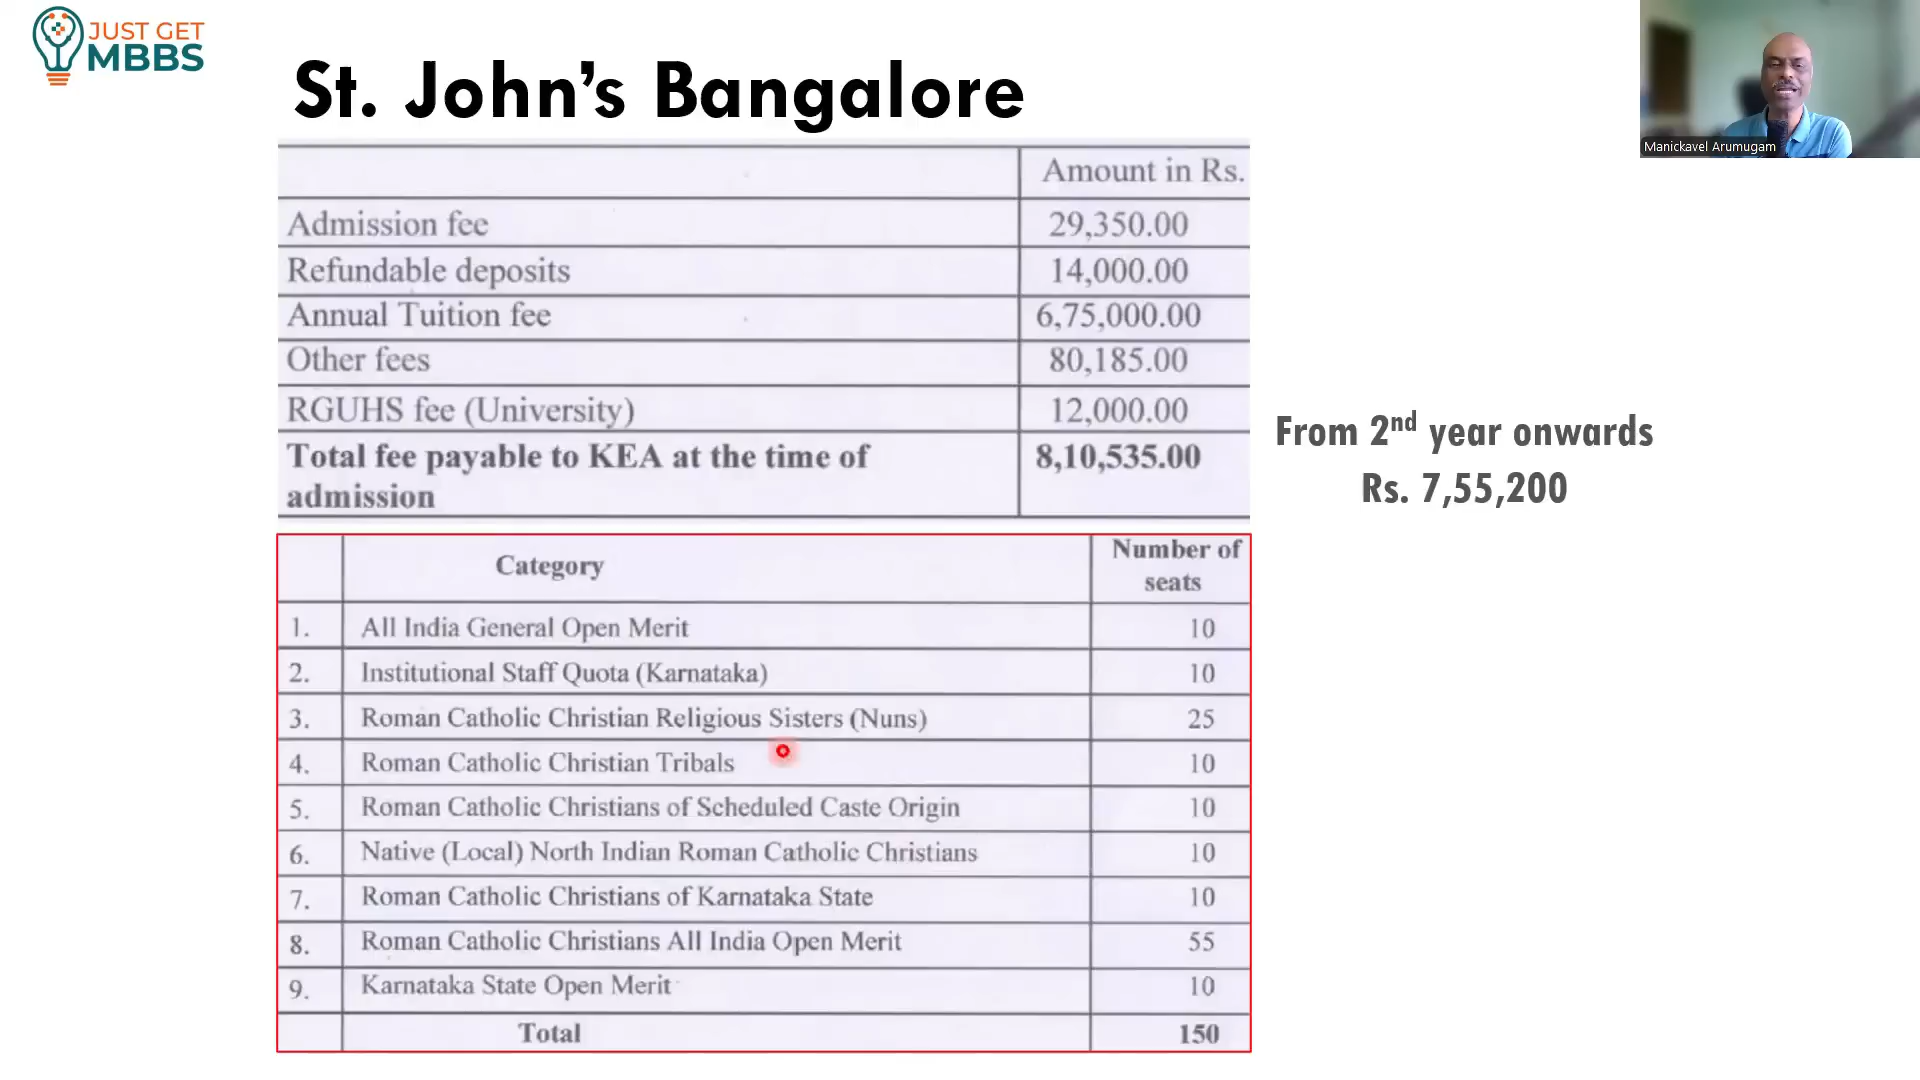 JUST GET
MBBS
St. John's Bangalore
Manickavel Arumugam
Amount in Rs.
Admission fee 29,350.00
Refundable deposits 14,000.00
Annual Tuition fee 6,75,000.00
Other fees 80,185.00
RGUHS fee (University) 12,000.00
Total fee payable to KEA at the time of 8,10,535.00
admission
From 2nd year onwards
Rs. 7,55,200
Category Number of
seats
1. All India General Open Merit 10
2. Institutional Staff Quota (Karnataka) 10
3. Roman Catholic Christian Religious Sisters (Nuns) 25
4. Roman Catholic Christian Tribals 10
5. Roman Catholic Christians of Scheduled Caste Origin 10
6. Native (Local) North Indian Roman Catholic Christians 10
7. Roman Catholic Christians of Karnataka State 10
8. Roman Catholic Christians All India Open Merit 55
9. Karnataka State Open Merit 10
Total 150